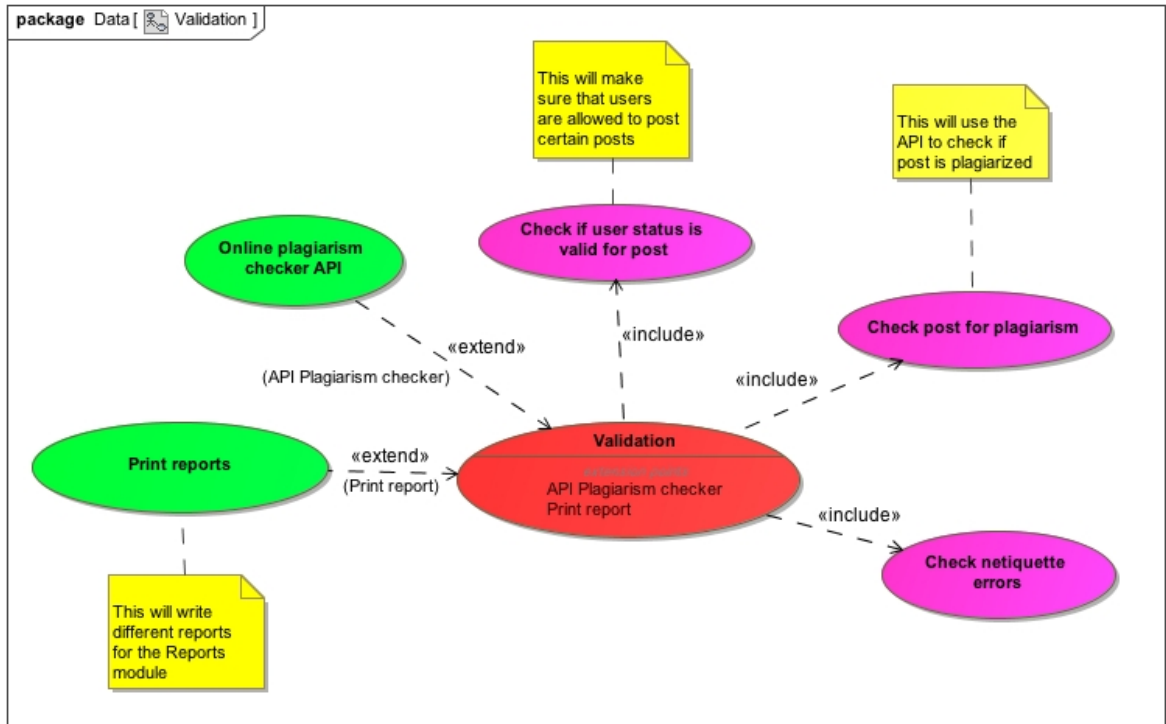 package Data [ Validation ]
This will make
sure that users
are allowed to post
certain posts
This will use the
API to check if
post is plagiarized
Check if user status is
valid for post
Online plagiarism
checker API
Check post for plagiarism
«extend»
(API Plagiarism checker)
«include»
«include»
Print reports
«extend»
(Print report)
Validation
API Plagiarism checker
Print report
«include»
Check netiquette
errors
This will write
different reports
for the Reports
module